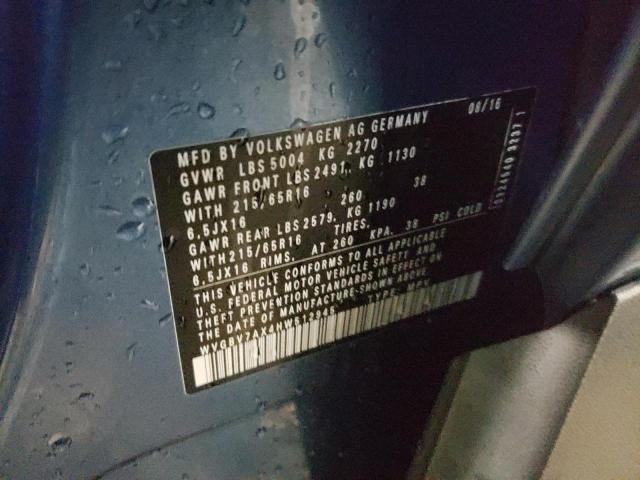 MFD BY VOLKSWAGEN AG GERMANY 08/16
GVWR LBS 5004 KG 2270
GAWR FRONT LBS 2491. KG 1130
WITH 215/65R16 38
6.5JX16 260
GAWR REAR LBS 2579. KG 1190
WITH 215/65R16 TIRES.
6.5JX16 RIMS. AT 260 KPA. 38 PSI COLD
THIS VEHICLE CONFORMS TO ALL APPLICABLE
U.S. FEDERAL MOTOR VEHICLE SAFETY AND
THEFT PREVENTION STANDARDS IN EFFECT ON
THE DATE OF MANUFACTURE SHOWN ABOVE.
TYPE: MPV